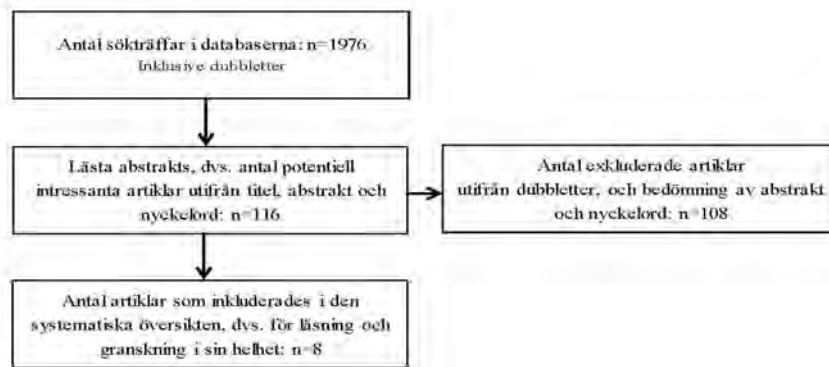 Antal sökträffar i databaserna: n=1976
Inklusive dubbletter
Lästa abstrakts, dvs. antal potentiell
intressanta artiklar utifrån titel, abstrakt och
nyckelord: n=116
Antal exkluderade artiklar
utifrån dubbletter, och bedömning av abstrakt
och nyckelord: n=108
Antal artiklar som inkluderades i den
systematiska översikten, dvs. för läsning och
granskning i sin helhet: n=8